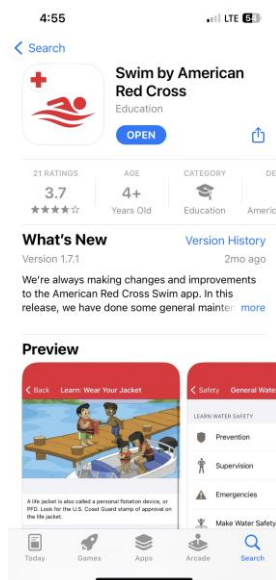 4:55
LTE
Search
Swim by American
Red Cross
Education
OPEN
21 RATINGS
3.7
AGE
4+
Years Old
CATEGORY
Education
DE
Americ
What's New
Version History
Version 1.7.1
2mo ago
We're always making changes and improvements
to the American Red Cross Swim app. In this
release, we have done some general mainten more
Preview
Back Learn: Wear Your Jacket
A life jacket is also called a personal flotation device, or
PFD. Look for the U.S. Coast Guard stamp of approval on
the life jacket.
Safety General Wate
LEARN WATER SAFETY
Prevention
Supervision
Emergencies
Make Water Safety
Today
Games
Apps
Arcade
Search